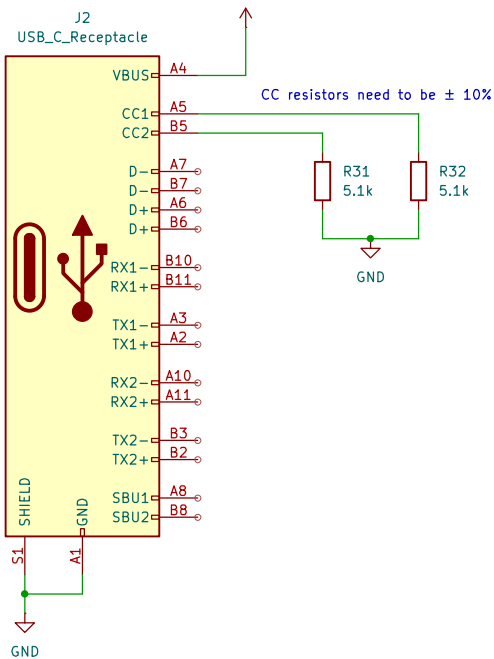 J2
USB_C_Receptacle
VBUS A4
CC resistors need to be ± 10%
CC1 A5
CC2 B5
D- A7
R31 R32
D- B7
5.1k 5.1k
D+ A6
D+ B6
RX1- B10
GND
RX1+ B11
TX1- A3
TX1+ A2
RX2- A10
RX2+ A11
TX2- B3
TX2+ B2
SBU1 A8
SBU2 B8
SHIELD
GND
S1
A1
GND